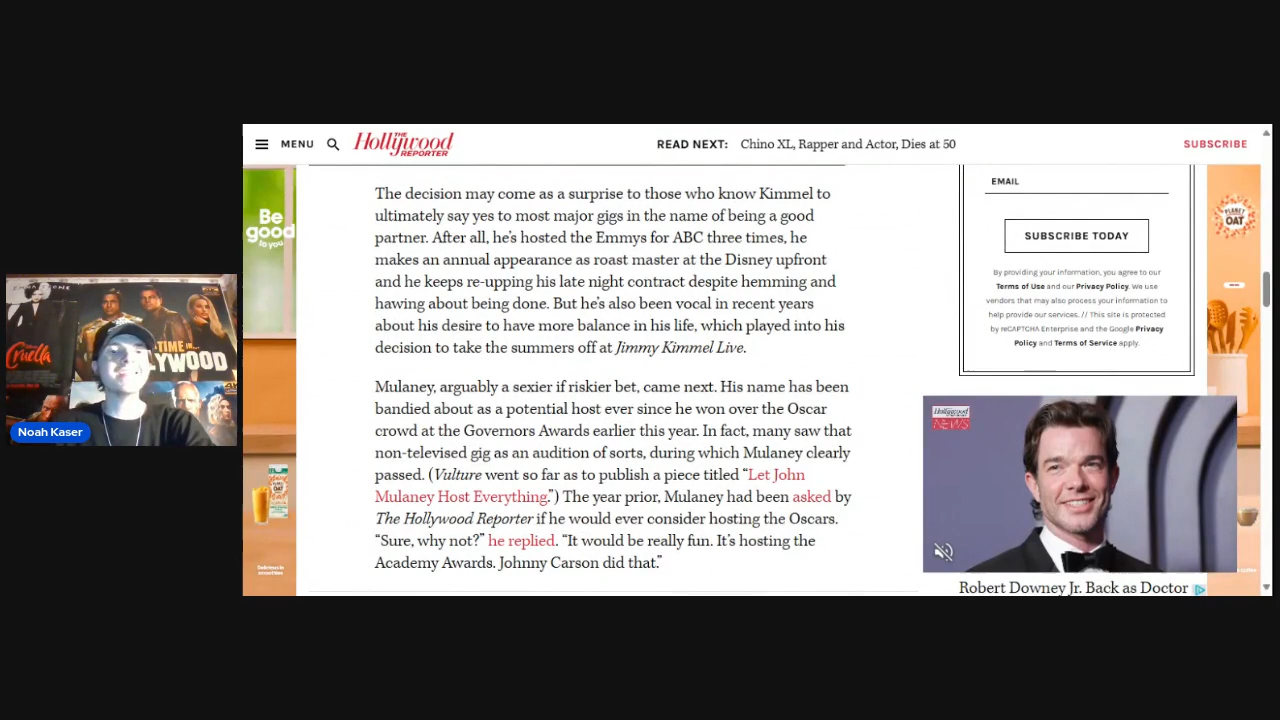 MENU
THE
Hollywood
REPORTER
READ NEXT: Chino XL, Rapper and Actor, Dies at 50
SUBSCRIBE
The decision may come as a surprise to those who know Kimmel to
ultimately say yes to most major gigs in the name of being a good
partner. After all, he's hosted the Emmys for ABC three times, he
makes an annual appearance as roast master at the Disney upfront
and he keeps re-upping his late night contract despite hemming and
hawing about being done. But he's also been vocal in recent years
about his desire to have more balance in his life, which played into his
decision to take the summers off at Jimmy Kimmel Live.
Mulaney, arguably a sexier if riskier bet, came next. His name has been
bandied about as a potential host ever since he won over the Oscar
crowd at the Governors Awards earlier this year. In fact, many saw that
non-televised gig as an audition of sorts, during which Mulaney clearly
passed. (Vulture went so far as to publish a piece titled “Let John
Mulaney Host Everything.”) The year prior, Mulaney had been asked by
The Hollywood Reporter if he would ever consider hosting the Oscars.
“Sure, why not?” he replied. “It would be really fun. It's hosting the
Academy Awards. Johnny Carson did that.”
EMAIL
SUBSCRIBE TODAY
By providing your information, you agree to our
Terms of Use and our Privacy Policy. We use
vendors that may also process your information to
help provide our services. // This site is protected
by reCAPTCHA Enterprise and the Google Privacy
Policy and Terms of Service apply.
Hollywood
NEWS
Robert Downey Jr. Back as Doctor
Be
good
to you
PLANET
OAT
Cruella
TIME IN...
LYWOOD
Noah Kaser